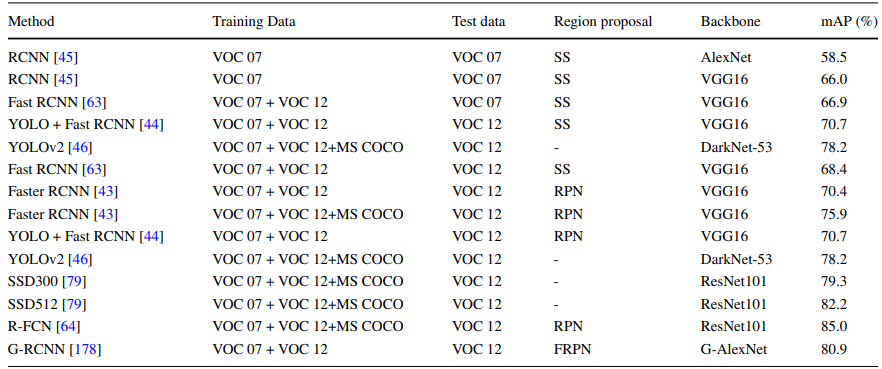 Method Training Data Test data Region proposal Backbone mAP (%)
RCNN [45] VOC 07 VOC 07 SS AlexNet 58.5
RCNN [45] VOC 07 VOC 07 SS VGG16 66.0
Fast RCNN [63] VOC 07 + VOC 12 VOC 07 SS VGG16 66.9
YOLO + Fast RCNN [44] VOC 07 + VOC 12 VOC 12 SS VGG16 70.7
YOLOv2 [46] VOC 07 + VOC 12+MS COCO VOC 12 - DarkNet-53 78.2
Fast RCNN [63] VOC 07 + VOC 12 VOC 12 SS VGG16 68.4
Faster RCNN [43] VOC 07 + VOC 12 VOC 12 RPN VGG16 70.4
Faster RCNN [43] VOC 07 + VOC 12+MS COCO VOC 12 RPN VGG16 75.9
YOLO + Fast RCNN [44] VOC 07 + VOC 12 VOC 12 RPN VGG16 70.7
YOLOv2 [46] VOC 07 + VOC 12+MS COCO VOC 12 - DarkNet-53 78.2
SSD300 [79] VOC 07 + VOC 12+MS COCO VOC 12 - ResNet101 79.3
SSD512 [79] VOC 07 + VOC 12+MS COCO VOC 12 - ResNet101 82.2
R-FCN [64] VOC 07 + VOC 12+MS COCO VOC 12 RPN ResNet101 85.0
G-RCNN [178] VOC 07 + VOC 12 VOC 12 FRPN G-AlexNet 80.9